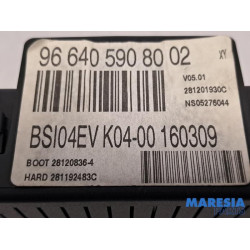 96 640 590 80 02
XY
V05.01
281201930C
NS05275044
BSI04EV K04-00 160309
BOOT 28120836-4
HARD 281192483C
PARISOTE